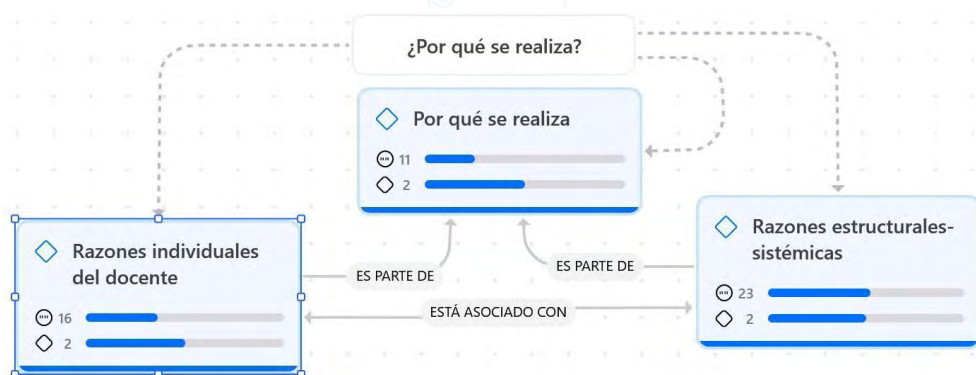 ¿Por qué se realiza?
Por qué se realiza
11
2
Razones individuales
del docente
16
2
Razones estructurales-
sistémicas
23
2
ES PARTE DE
ES PARTE DE
ESTÁ ASOCIADO CON